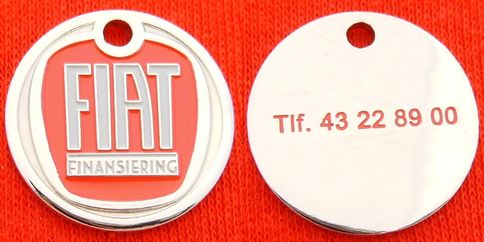 FIAT
FINANSIERING
Tlf. 43 22 89 00